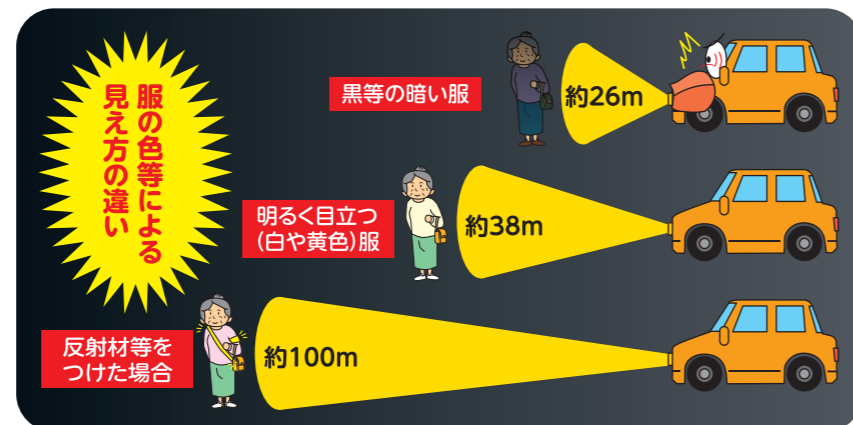 服の色等による
見え方の違い
黒等の暗い服
約26m
明るく目立つ
(白や黄色)服
約38m
反射材等を
つけた場合
約100m